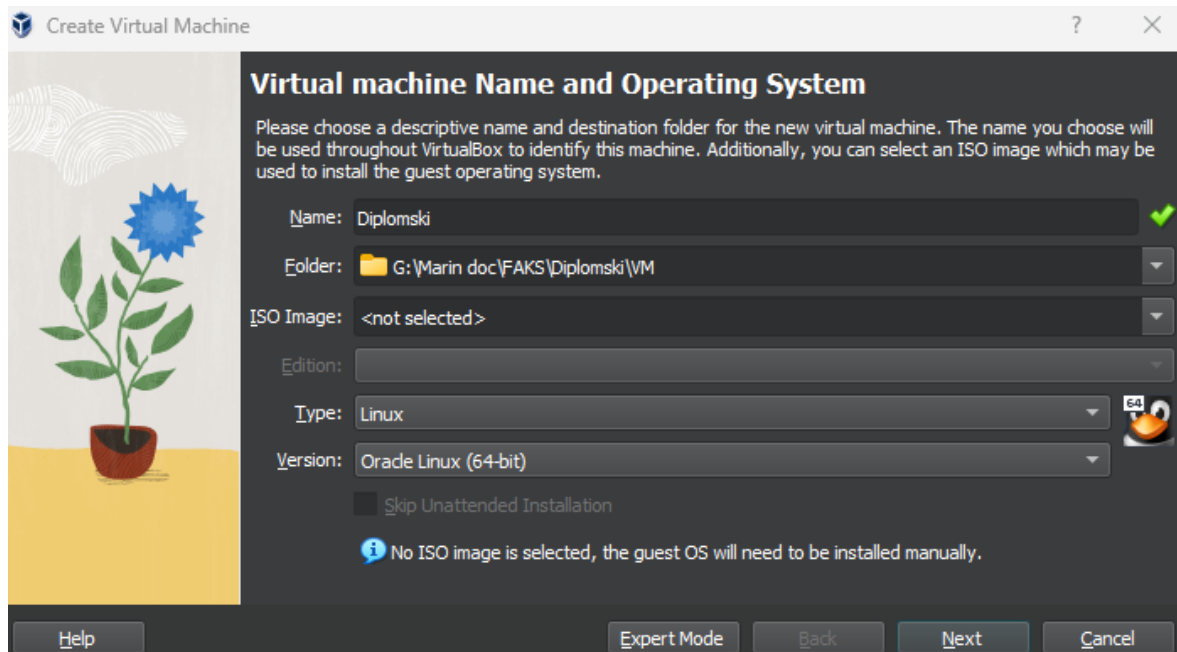 Create Virtual Machine
?
Virtual machine Name and Operating System
Please choose a descriptive name and destination folder for the new virtual machine. The name you choose will
be used throughout VirtualBox to identify this machine. Additionally, you can select an ISO image which may be
used to install the guest operating system.
Name: Diplomski
Folder: G:\Marin doc\FAKS\Diplomski\VM
ISO Image: <not selected>
Edition:
Type: Linux
64
Version: Oracle Linux (64-bit)
Skip Unattended Installation
No ISO image is selected, the guest OS will need to be installed manually.
Help Expert Mode Back Next Cancel